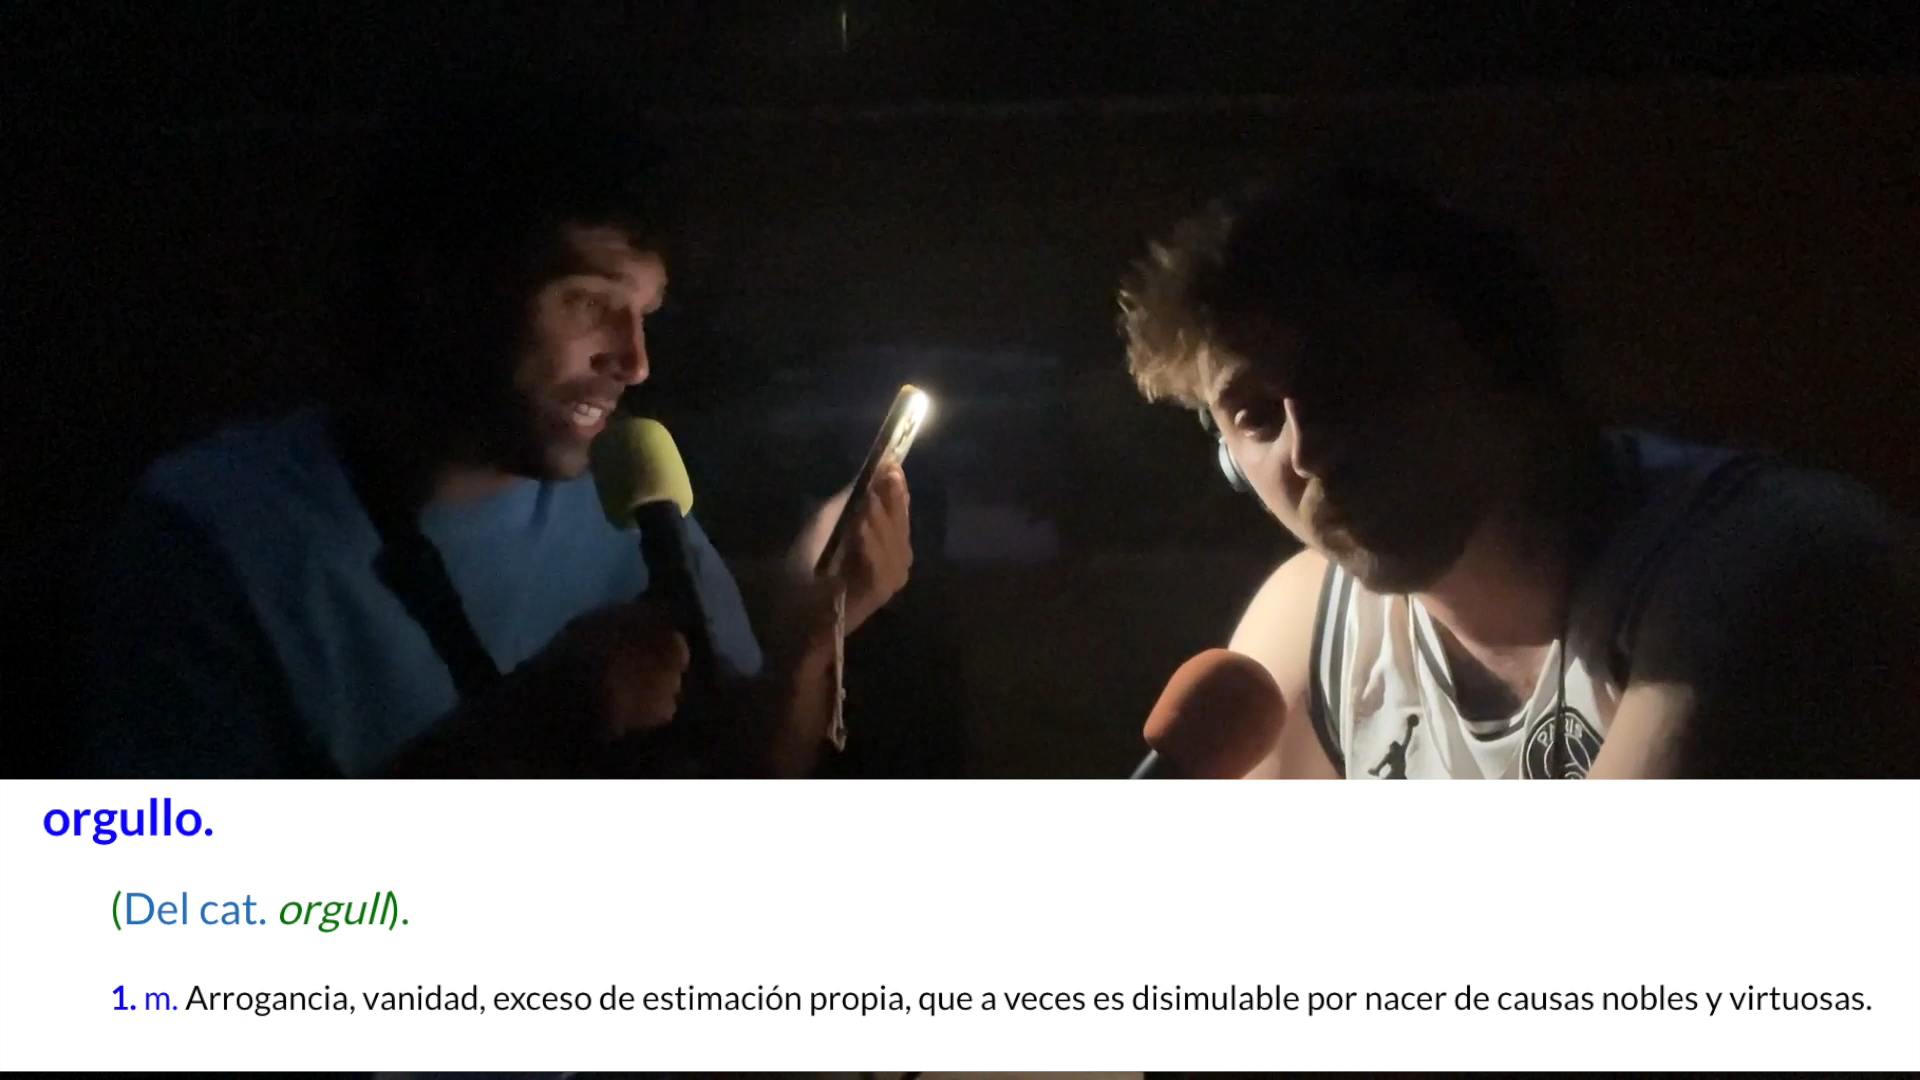 PARIS
orgullo.
(Del cat. orgull).
1. m. Arrogancia, vanidad, exceso de estimación propia, que a veces es disimulable por nacer de causas nobles y virtuosas.